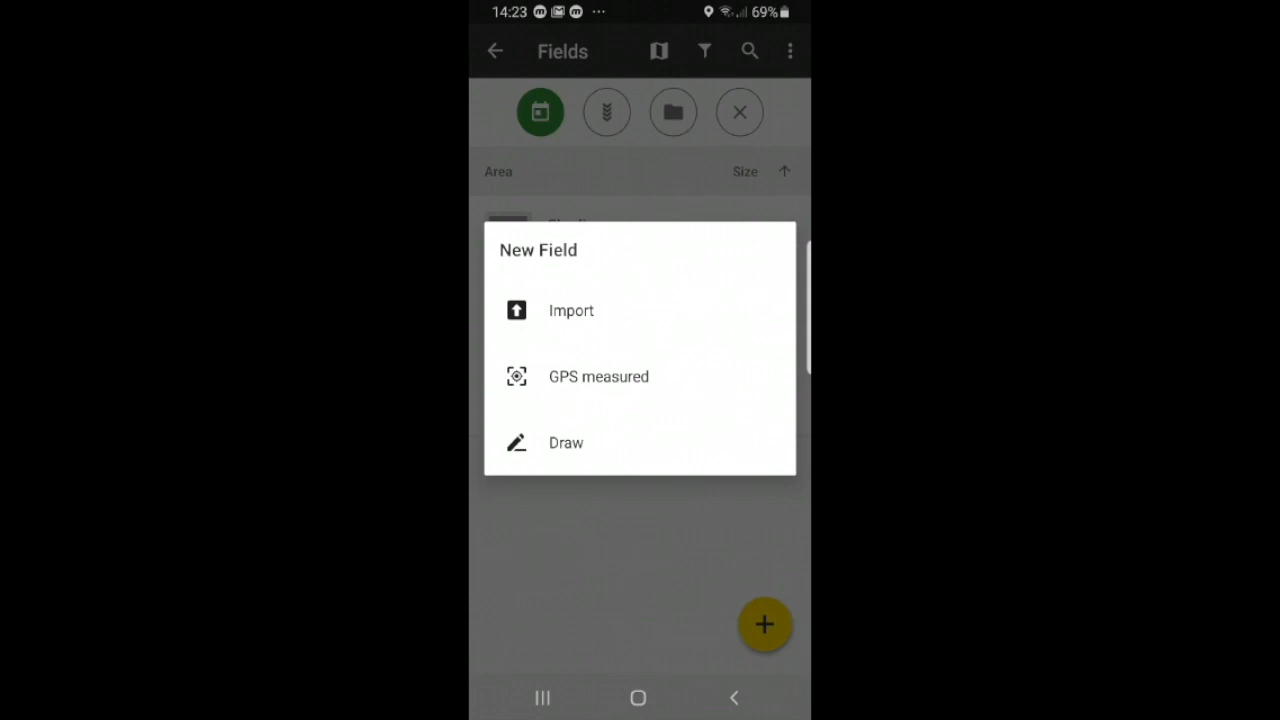 14:23 69%
Fields
Area Size
New Field
Import
GPS measured
Draw